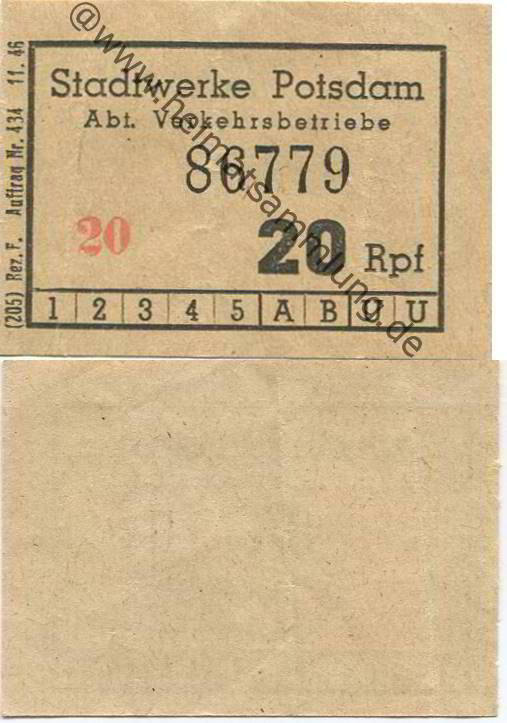 Stadtwerke Potsdam
Abt. Verkehrsbetriebe
86779
20 20 Rpf
1 2 3 4 5 A B U U
(205) Rez. F. Auftrag Nr. 434 11. 46
@www.heimatsammlung.de